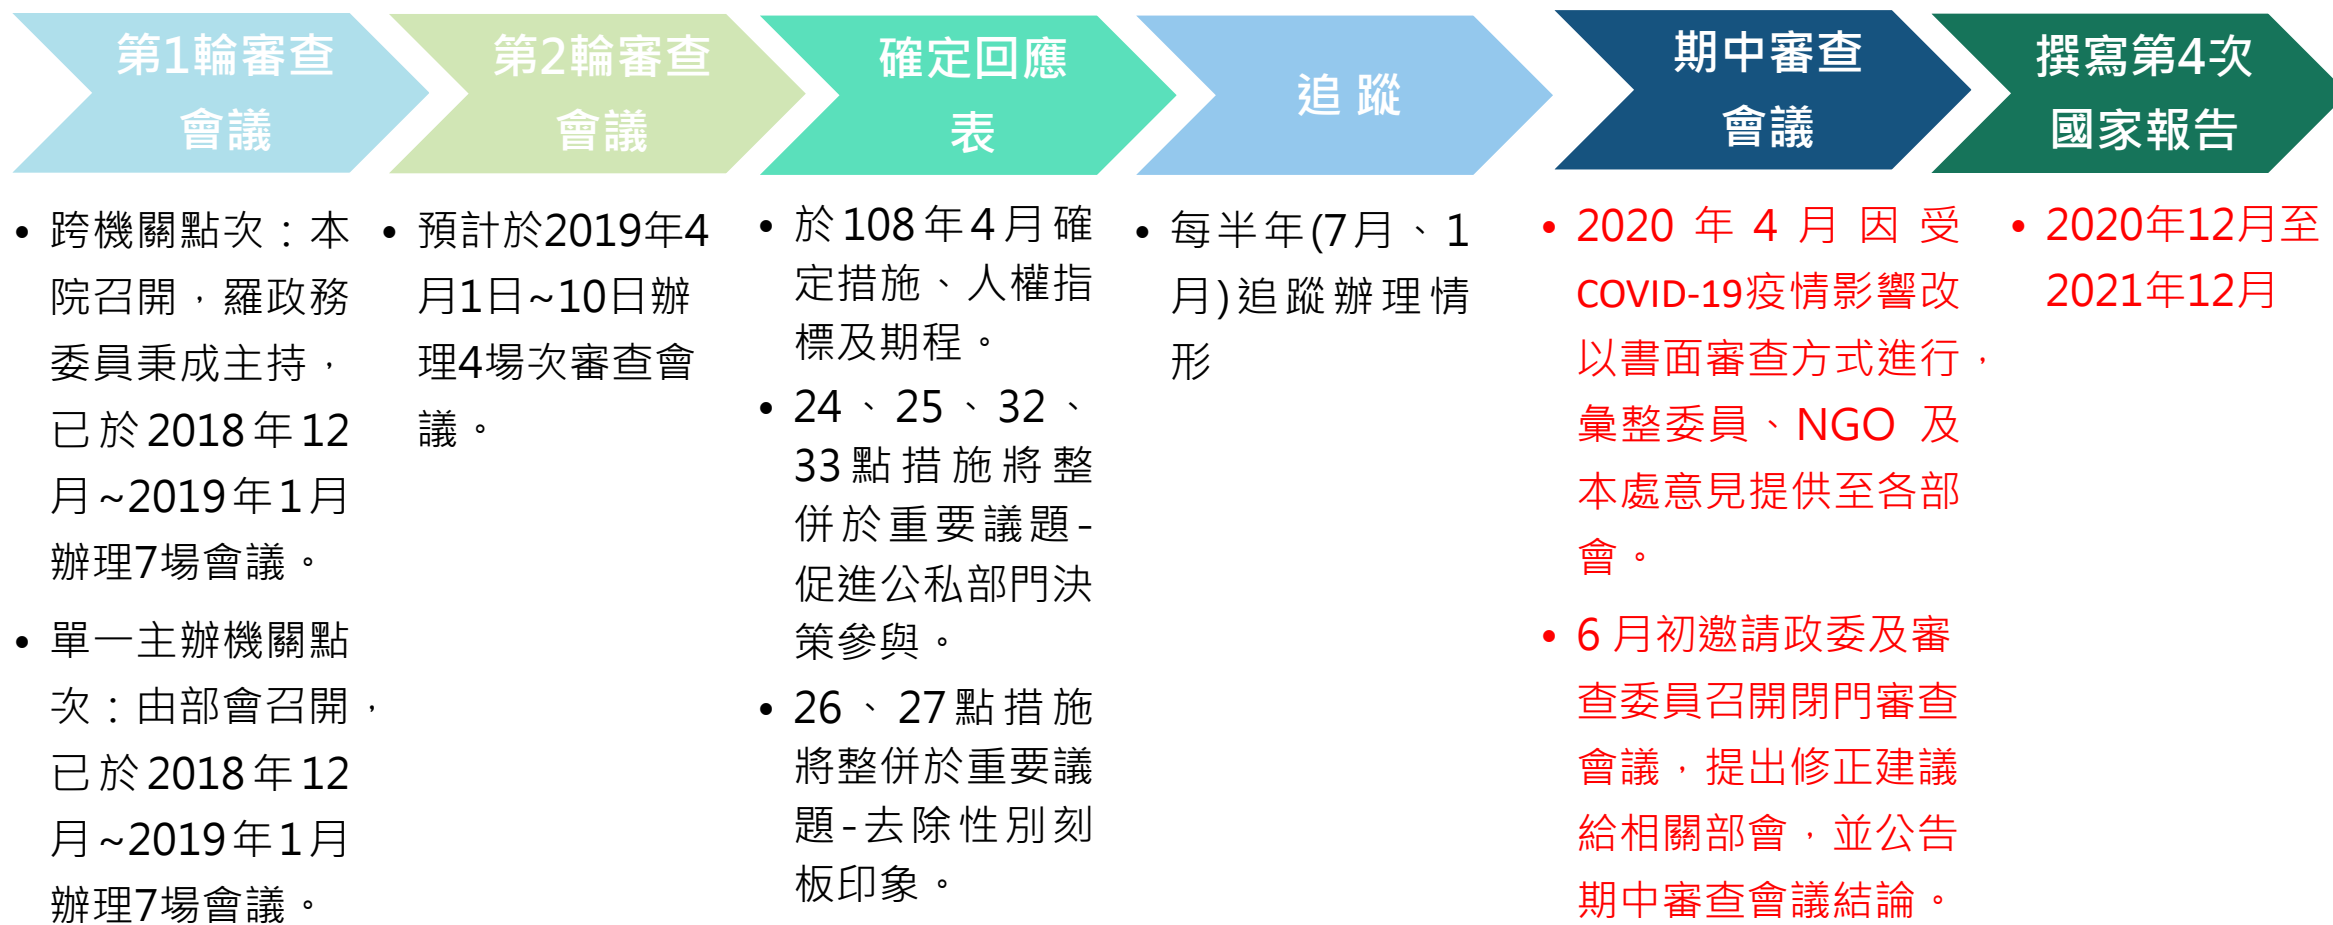 第1輪審查
會議
第2輪審查
會議
確定回應
表
追 蹤
期中審查
會議
撰寫第4次
國家報告
• 跨機關點次：本
院召開，羅政務
委員秉成主持，
已於2018年12
月~2019年1月
辦理7場會議。
• 單一主辦機關點
次：由部會召開，
已於2018年12
月~2019年1月
辦理7場會議。
• 預計於2019年4
月1日~10日辦
理4場次審查會
議。
• 於108年4月確
定措施、人權指
標及期程。
• 24、25、32、
33點措施將整
併於重要議題-
促進公私部門決
策參與。
• 26、27點措施
將整併於重要議
題-去除性別刻
板印象。
• 每半年(7月、1
月)追蹤辦理情
形
• 2020年4月因受
COVID-19疫情影響改
以書面審查方式進行，
彙整委員、NGO 及
本處意見提供至各部
會。
• 6 月初邀請政委及審
查委員召開閉門審查
會議，提出修正建議
給相關部會，並公告
期中審查會議結論。
• 2020年12月至
2021年12月